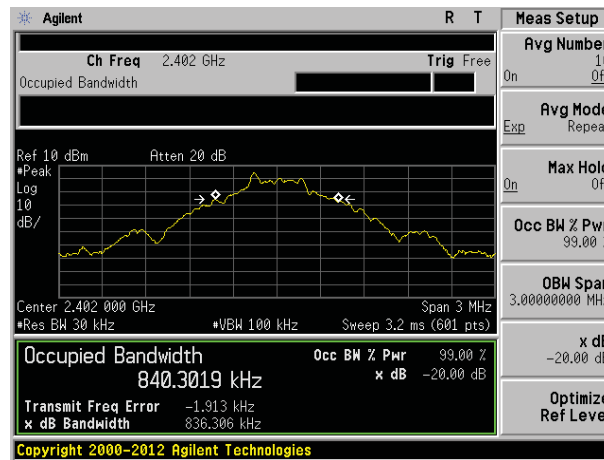 Agilent R T
Ch Freq 2.402 GHz Trig Free
Occupied Bandwidth
Ref 10 dBm Atten 20 dB
#Peak
Log
10
dB/
Center 2.402 000 GHz Span 3 MHz
#Res BW 30 kHz #VBW 100 kHz Sweep 3.2 ms (601 pts)
Occupied Bandwidth
840.3019 kHz
Occ BW % Pwr 99.00 %
x dB -20.00 dB
Transmit Freq Error -1.913 kHz
x dB Bandwidth 836.306 kHz
Copyright 2000-2012 Agilent Technologies
Meas Setup
Avg Number
On
Avg Mode
Exp
Max Hold
On
Occ BW % Pwr
99.00
OBW Span
3.00000000
x dB
-20.00 dB
Optimize
Ref Level